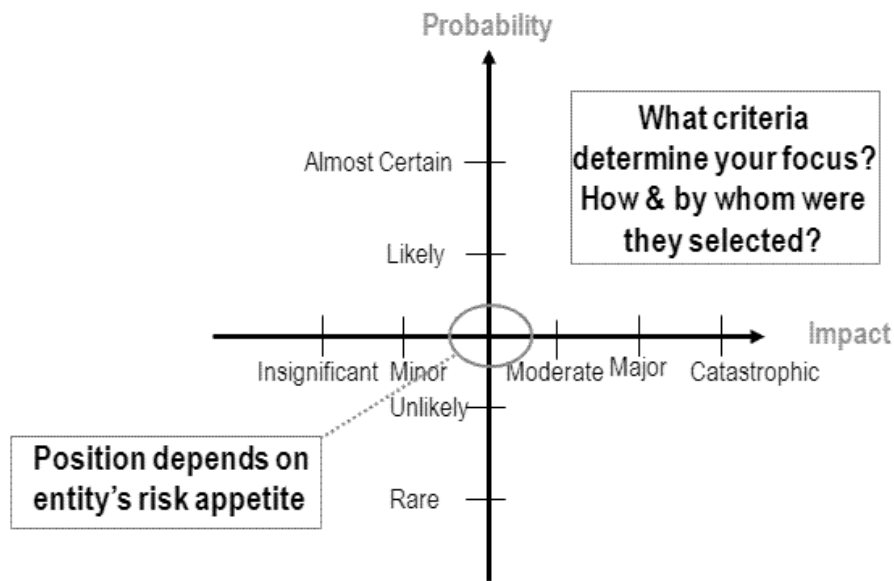 Probability
What criteria
determine your focus?
How & by whom were
they selected?
Almost Certain
Likely
Impact
Insignificant
Minor
Moderate
Major
Catastrophic
Unlikely
Position depends on
entity's risk appetite
Rare